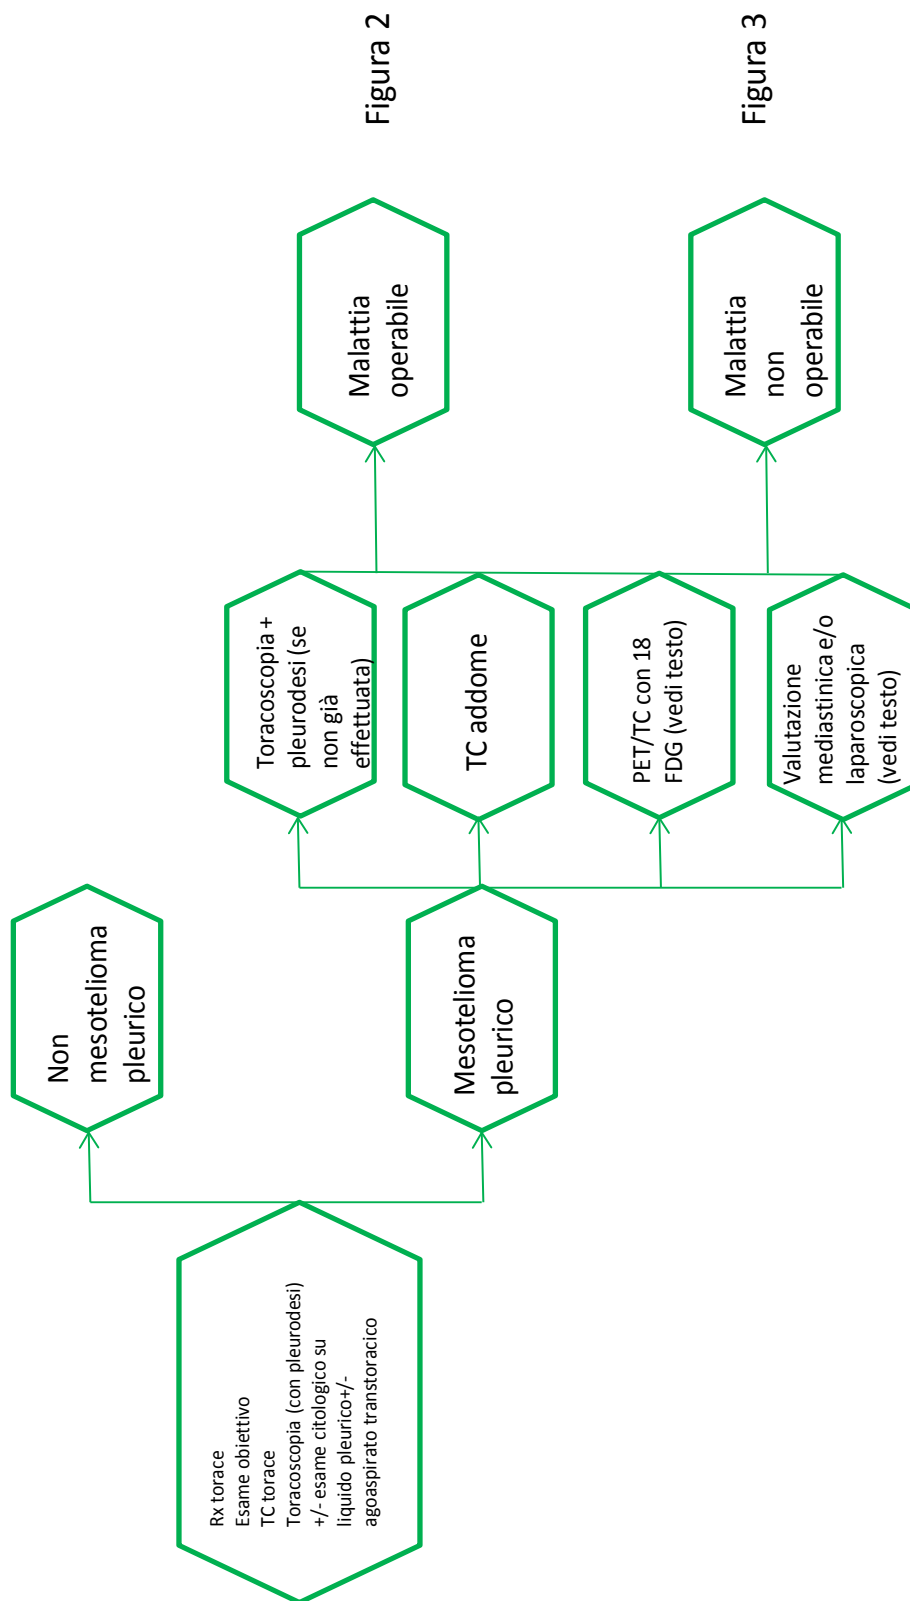 Rx torace
Esame obiettivo
TC torace
Toracoscopia (con pleurodesi)
+/- esame citologico su
liquido pleurico+/-
agoaspirato transtoracico
Non
mesotelioma
pleurico
Mesotelioma
pleurico
Toracoscopia +
pleurodesi (se
non già
effettuata)
TC addome
PET/TC con 18
FDG (vedi testo)
Valutazione
mediastinica e/o
laparoscopica
(vedi testo)
Malattia
operabile
Malattia
non
operabile
Figura 2
Figura 3